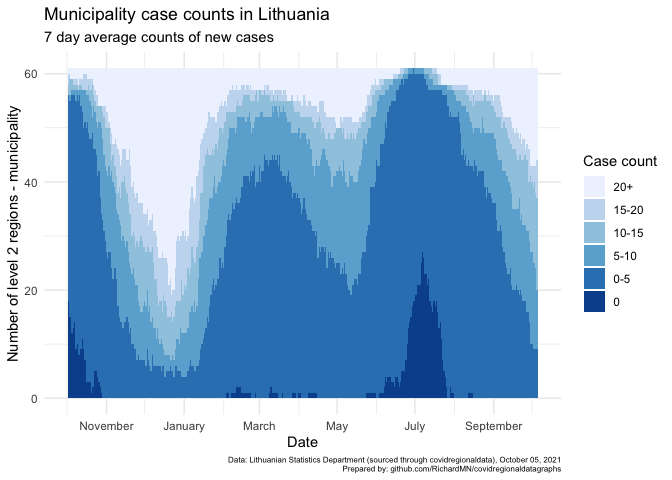 Municipality case counts in Lithuania
7 day average counts of new cases
Number of level 2 regions - municipality
60
40
20
0
November
January
March
May
July
September
Date
Case count
20+
15-20
10-15
5-10
0-5
0
Data: Lithuanian Statistics Department (sourced through covidregionaldata), October 05, 2021
Prepared by: github.com/RichardMN/covidregionaldatagraphs